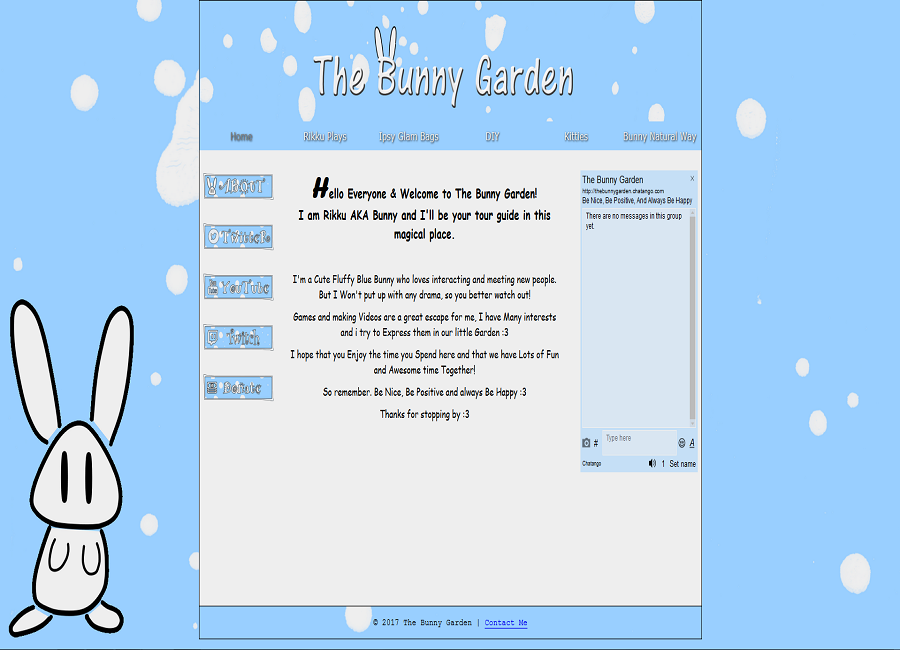 The Bunny Garden
Home Rikku Plays Ipsy Glam Bags DIY Kitties Bunny Natural Way
ABOUT
Twitter
YouTube
Twitch
Donate
Hello Everyone & Welcome to The Bunny Garden!
I am Rikku AKA Bunny and I'll be your tour guide in this
magical place.
I'm a Cute Fluffy Blue Bunny who loves interacting and meeting new people.
But I Won't put up with any drama, so you better watch out!
Games and making Videos are a great escape for me, I have Many interests
and i try to Express them in our little Garden :3
I hope that you Enjoy the time you Spend here and that we have Lots of Fun
and Awesome time Together!
So remember. Be Nice, Be Positive and always Be Happy :3
Thanks for stopping by :3
The Bunny Garden x
http://thebunnygarden.chatango.com
Be Nice, Be Positive, And Always Be Happy
There are no messages in this group
yet.
# Type here A
Chatango 1 Set name
© 2017 The Bunny Garden | Contact Me